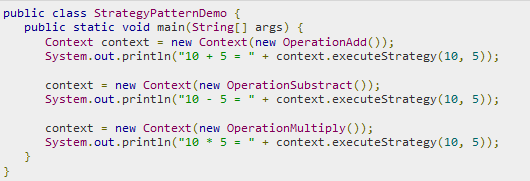 public class StrategyPatternDemo {
   public static void main(String[] args) {
      Context context = new Context(new OperationAdd());
      System.out.println("10 + 5 = " + context.executeStrategy(10, 5));

      context = new Context(new OperationSubstract());
      System.out.println("10 - 5 = " + context.executeStrategy(10, 5));

      context = new Context(new OperationMultiply());
      System.out.println("10 * 5 = " + context.executeStrategy(10, 5));
   }
}